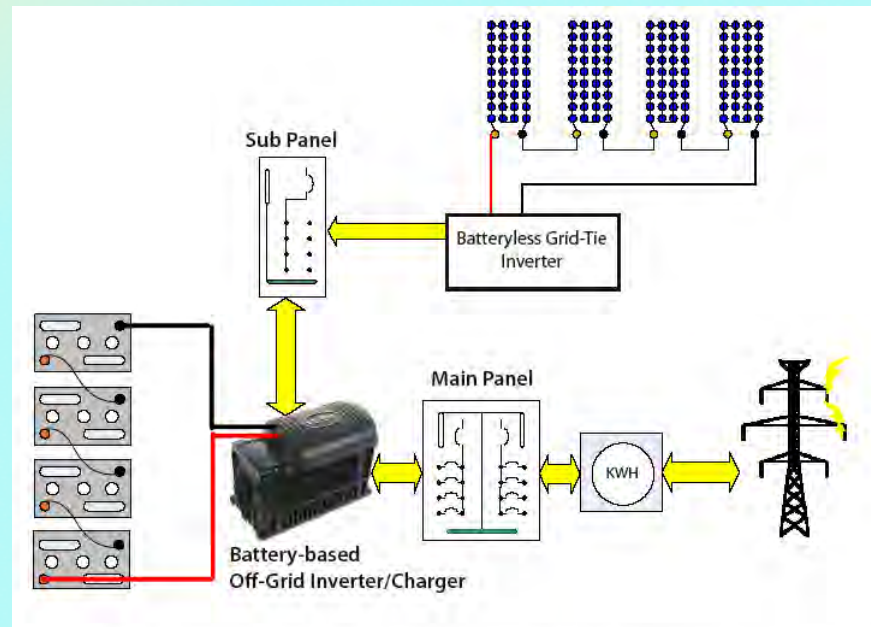 Sub Panel
Batteryless Grid-Tie
Inverter
Main Panel
KWH
Battery-based
Off-Grid Inverter/Charger